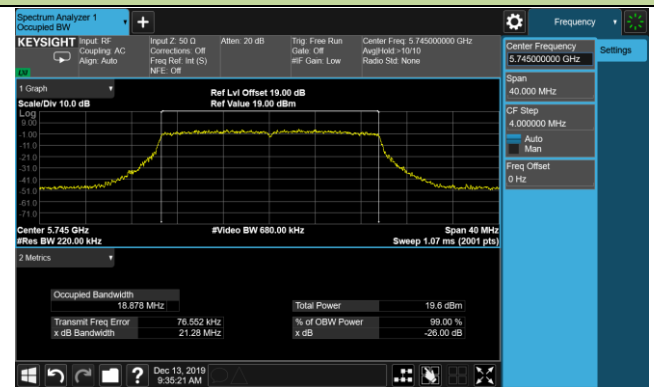 Spectrum Analyzer 1
Occupied BW
Frequency
KEYSIGHT
Input: RF
Coupling: AC
Align: Auto
Input Z: 50 Ω
Corrections: Off
Freq Ref: Int (S)
NFE: Off
Atten: 20 dB
Trig: Free Run
Gate: Off
#IF Gain: Low
Center Freq: 5.745000000 GHz
Avg|Hold:>10/10
Radio Std: None
Center Frequency
5.745000000 GHz
Settings
Span
40.000 MHz
CF Step
4.000000 MHz
Auto
Man
Freq Offset
0 Hz
1 Graph
Scale/Div 10.0 dB
Ref Lvl Offset 19.00 dB
Ref Value 19.00 dBm
Log
9.00
-1.00
-11.0
-21.0
-31.0
-41.0
-51.0
-61.0
-71.0
Center 5.745 GHz
#Video BW 680.00 kHz
Span 40 MHz
#Res BW 220.00 kHz
Sweep 1.07 ms (2001 pts)
2 Metrics
Occupied Bandwidth
18.878 MHz
Total Power 19.6 dBm
Transmit Freq Error 76.552 kHz
% of OBW Power 99.00 %
x dB Bandwidth 21.28 MHz
x dB -26.00 dB
?
Dec 13, 2019
9:35:21 AM